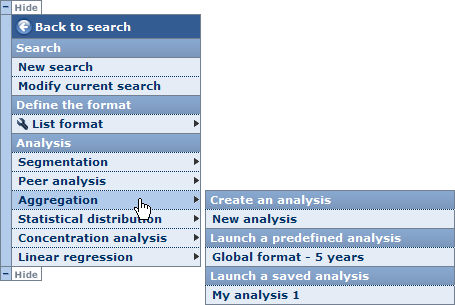 Hide
Back to search
Search
New search
Modify current search
Define the format
List format
Analysis
Segmentation
Peer analysis
Aggregation
Statistical distribution
Concentration analysis
Linear regression
Hide
Create an analysis
New analysis
Launch a predefined analysis
Global format - 5 years
Launch a saved analysis
My analysis 1